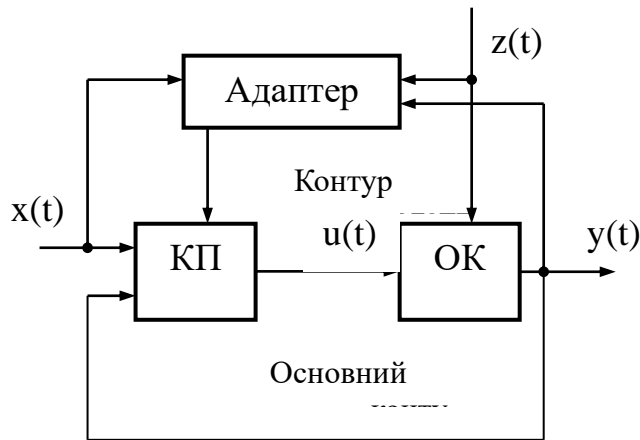 z(t)
Адаптер
Контур
x(t)
КП
u(t)
ОК
y(t)
Основний